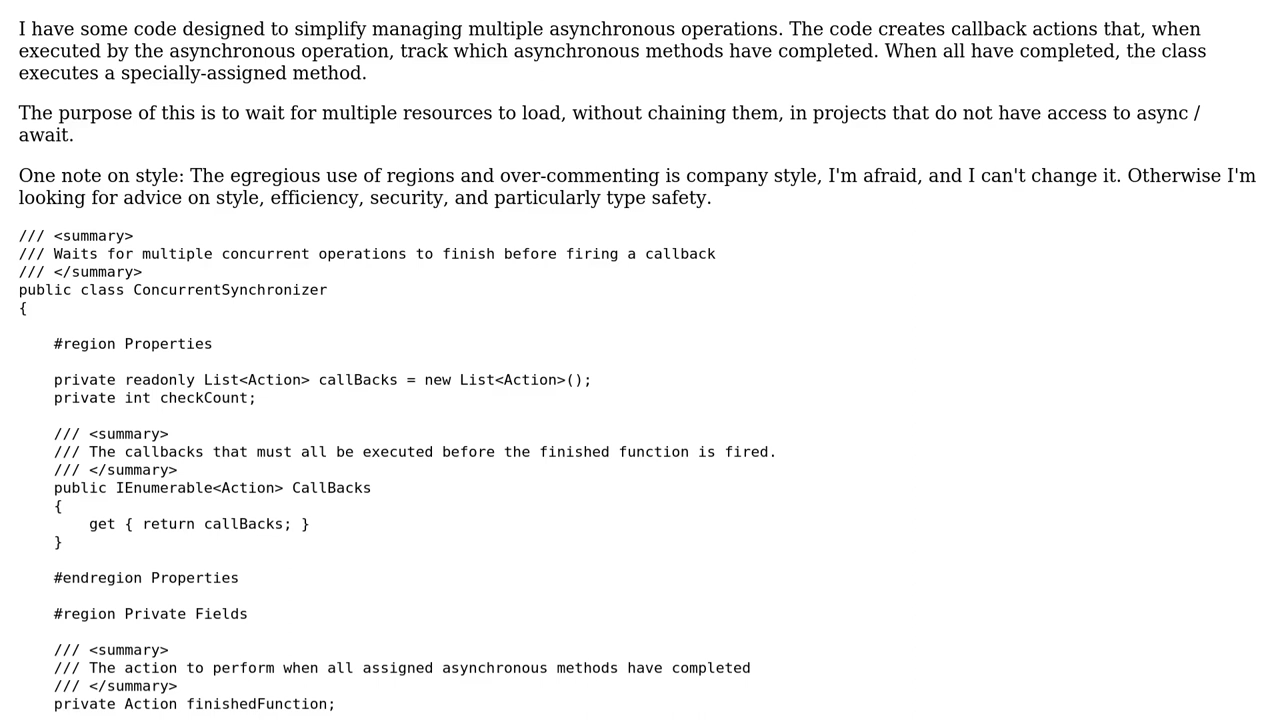 I have some code designed to simplify managing multiple asynchronous operations. The code creates callback actions that, when
executed by the asynchronous operation, track which asynchronous methods have completed. When all have completed, the class
executes a specially-assigned method.
The purpose of this is to wait for multiple resources to load, without chaining them, in projects that do not have access to async /
await.
One note on style: The egregious use of regions and over-commenting is company style, I'm afraid, and I can't change it. Otherwise I'm
looking for advice on style, efficiency, security, and particularly type safety.
/// <summary>
/// Waits for multiple concurrent operations to finish before firing a callback
/// </summary>
public class ConcurrentSynchronizer
{
    #region Properties
    private readonly List<Action> callBacks = new List<Action>();
    private int checkCount;
    /// <summary>
    /// The callbacks that must all be executed before the finished function is fired.
    /// </summary>
    public IEnumerable<Action> CallBacks
    {
        get { return callBacks; }
    }
    #endregion Properties
    #region Private Fields
    /// <summary>
    /// The action to perform when all assigned asynchronous methods have completed
    /// </summary>
    private Action finishedFunction;